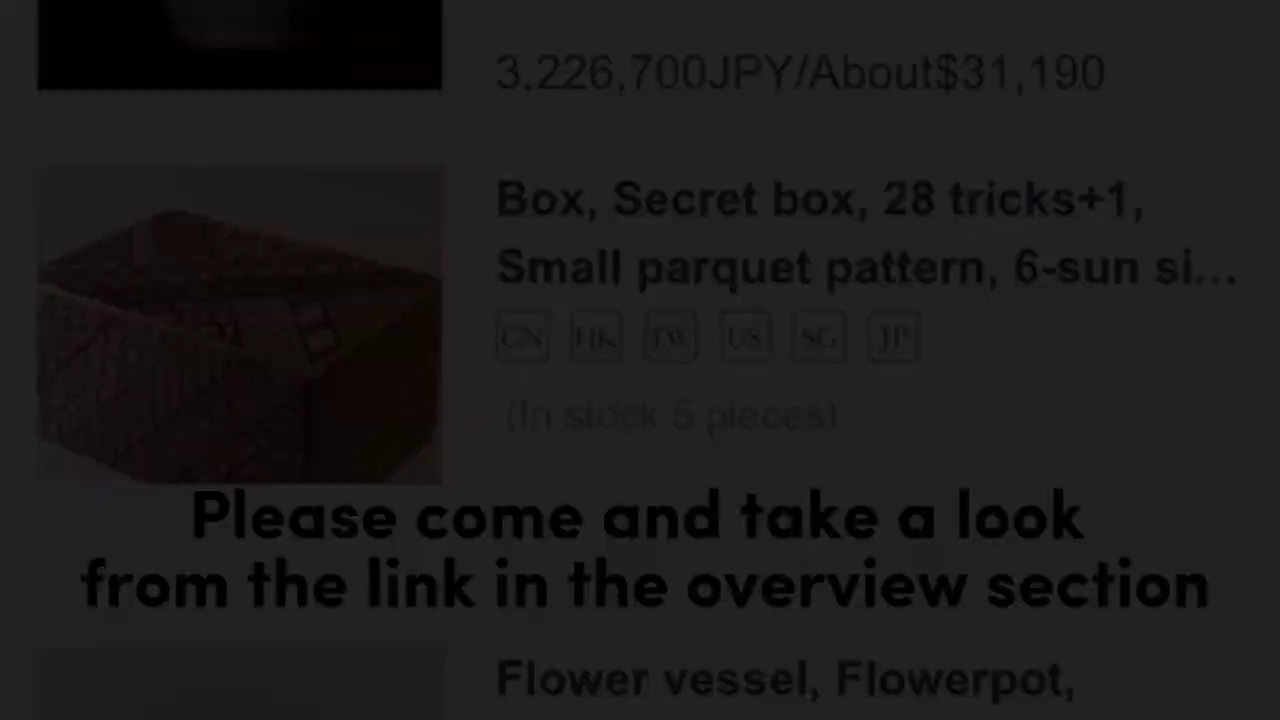 3,226,700JPY/About$31,190
Box, Secret box, 28 tricks+1,
Small parquet pattern, 6-sun si...
CN HK TW US SG JP
(In stock 5 pieces)
Please come and take a look
from the link in the overview section
Flower vessel, Flowerpot,